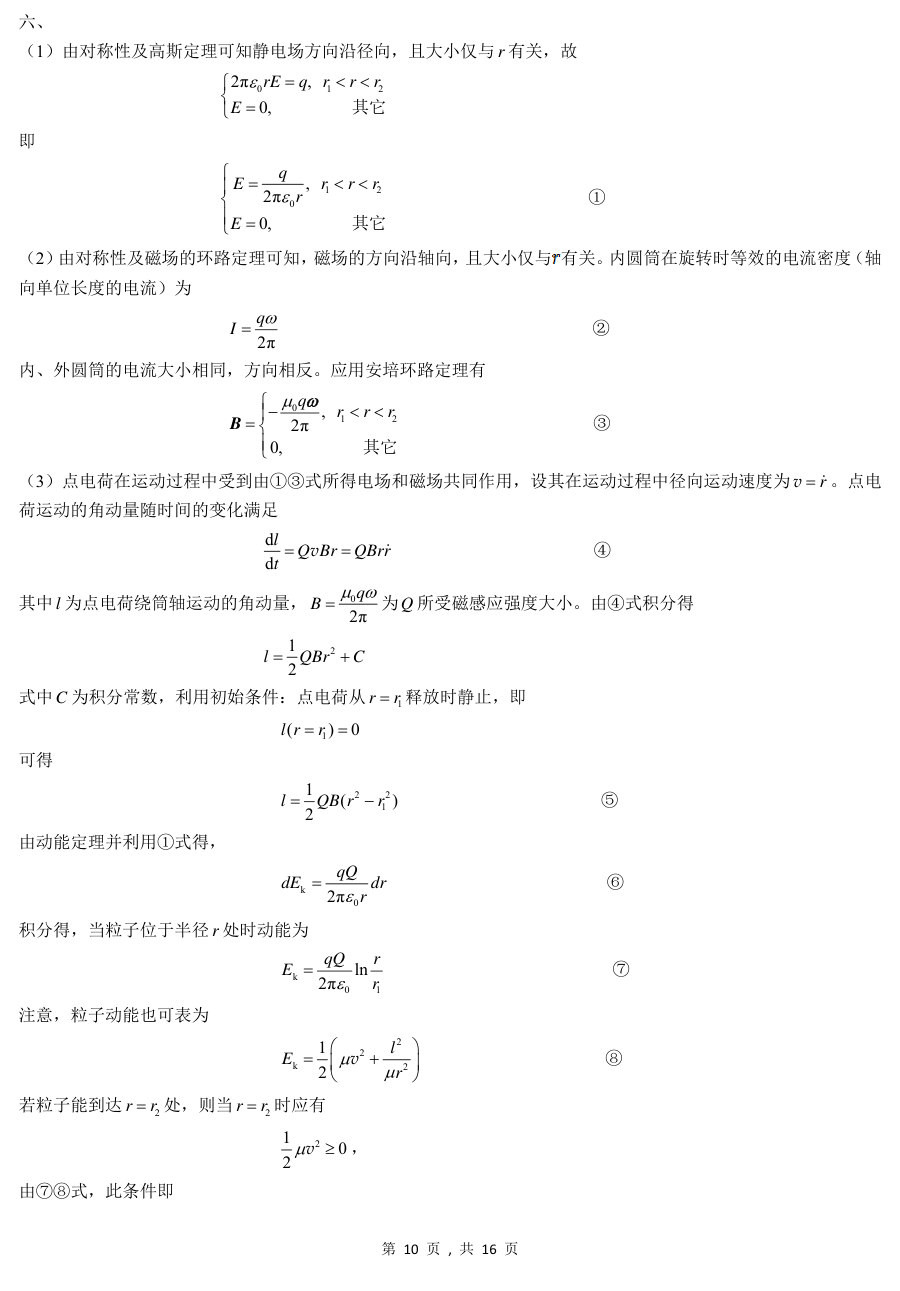 六、
（1）由对称性及高斯定理可知静电场方向沿径向，且大小仅与 r 有关，故
2πε₀rE = q, r₁ < r < r₂
E = 0, 其它
即
E = q/(2πε₀r), r₁ < r < r₂
①
E = 0, 其它
（2）由对称性及磁场的环路定理可知，磁场的方向沿轴向，且大小仅与r有关。内圆筒在旋转时等效的电流密度（轴
向单位长度的电流）为
I = qω/2π ②
内、外圆筒的电流大小相同，方向相反。应用安培环路定理有
B = { −μ₀qω/2π, r₁ < r < r₂ ③
0, 其它
（3）点电荷在运动过程中受到由①③式所得电场和磁场共同作用，设其在运动过程中径向运动速度为 v = ṙ 。点电
荷运动的角动量随时间的变化满足
dl/dt = QvBr = QBrṙ ④
其中 l 为点电荷绕筒轴运动的角动量， B = μ₀qω/2π 为 Q 所受磁感应强度大小。由④式积分得
l = 1/2 QBr² + C
式中 C 为积分常数，利用初始条件：点电荷从 r = r₁ 释放时静止，即
l(r = r₁) = 0
可得
l = 1/2 QB(r² − r₁²) ⑤
由动能定理并利用①式得，
dEₖ = qQ/(2πε₀r) dr ⑥
积分得，当粒子位于半径 r 处时动能为
Eₖ = qQ/(2πε₀) ln r/r₁ ⑦
注意，粒子动能也可表为
Eₖ = 1/2 (μv² + l²/(μr²)) ⑧
若粒子能到达 r = r₂ 处，则当 r = r₂ 时应有
1/2 μv² ≥ 0 ，
由⑦⑧式，此条件即
第 10 页 , 共 16 页